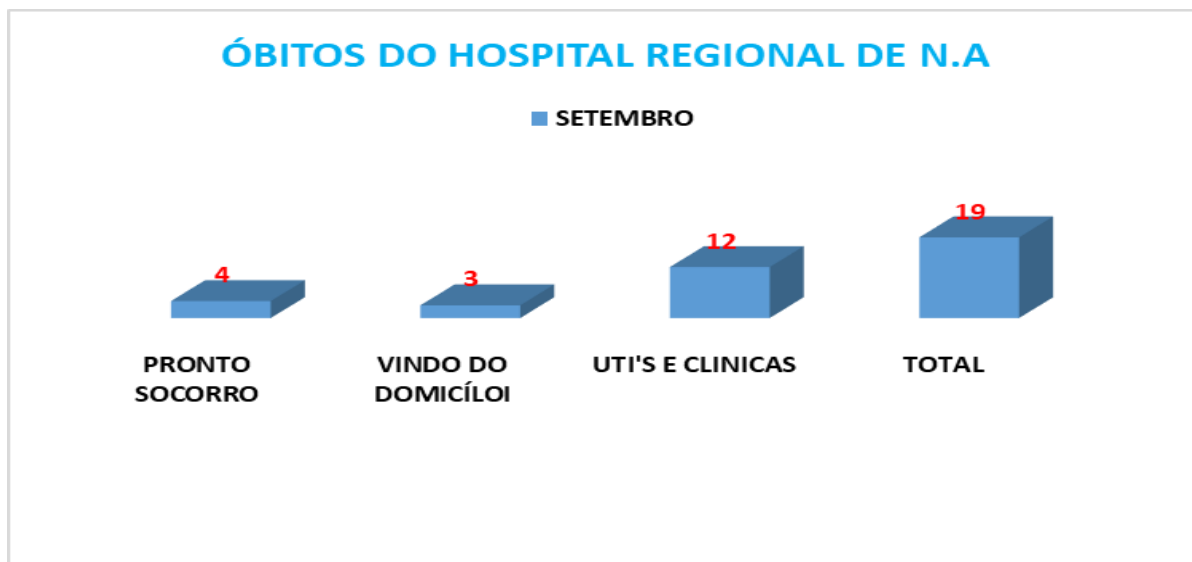 ÓBITOS DO HOSPITAL REGIONAL DE N.A
SETEMBRO
4
3
12
19
PRONTO
SOCORRO
VINDO DO
DOMICÍLOI
UTI'S E CLINICAS
TOTAL